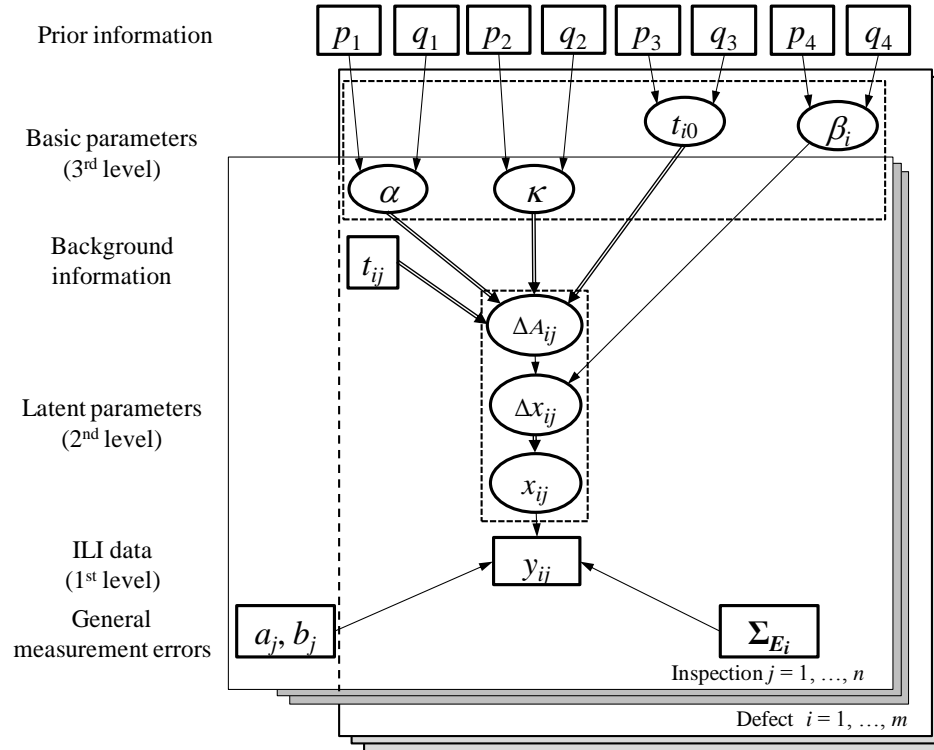 Prior information
p1 q1 p2 q2 p3 q3 p4 q4
Basic parameters
(3rd level)
ti0
βi
α
κ
Background
information
tij
ΔAij
Latent parameters
(2nd level)
Δxij
xij
ILI data
(1st level)
yij
General
measurement errors
aj, bj
ΣEi
Inspection j = 1, …, n
Defect i = 1, …, m